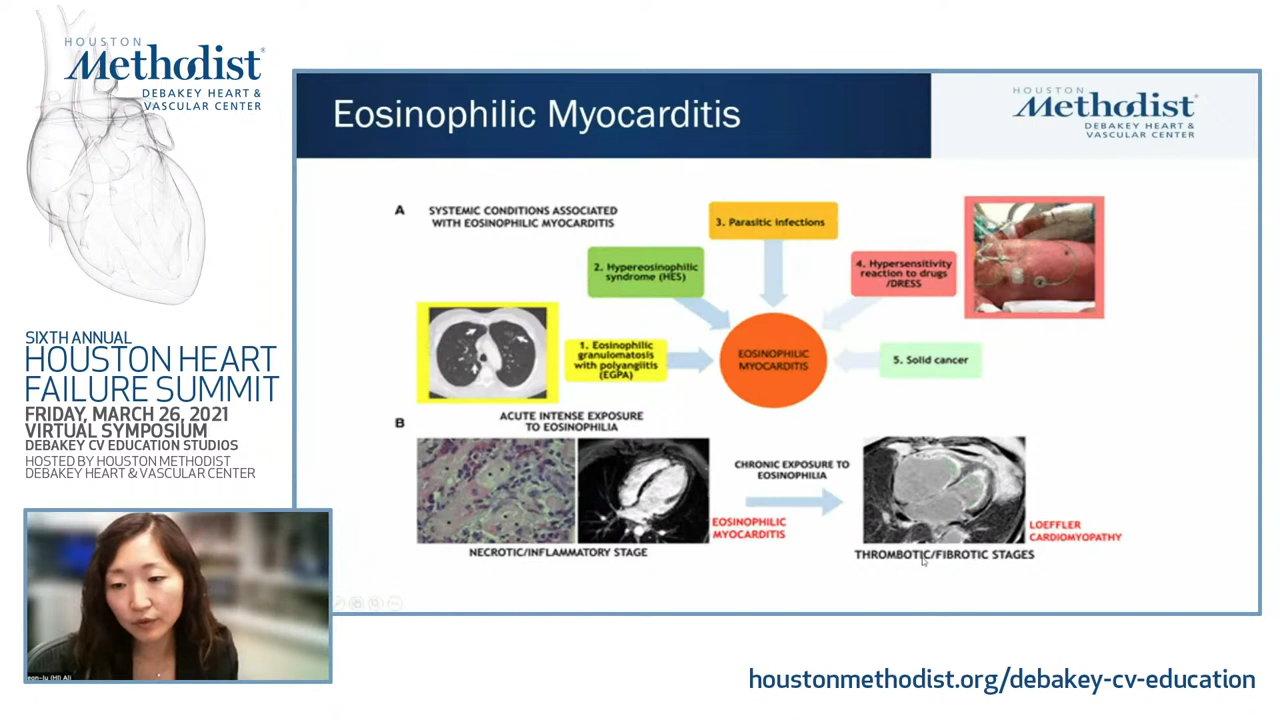 HOUSTON
Methodist
DEBAKEY HEART &
VASCULAR CENTER
SIXTH ANNUAL
HOUSTON HEART
FAILURE SUMMIT
FRIDAY, MARCH 26, 2021
VIRTUAL SYMPOSIUM
DEBAKEY CV EDUCATION STUDIOS
HOSTED BY HOUSTON METHODIST
DEBAKEY HEART & VASCULAR CENTER
Eosinophilic Myocarditis
HOUSTON
Methodist
DEBAKEY HEART &
VASCULAR CENTER
A
SYSTEMIC CONDITIONS ASSOCIATED
WITH EOSINOPHILIC MYOCARDITIS
3. Parasitic infections
2. Hypereosinophilic
syndrome (HES)
4. Hypersensitivity
reaction to drugs
/DRESS
1. Eosinophilic
granulomatosis
with polyangiitis
(EGPA)
EOSINOPHILIC
MYOCARDITIS
5. Solid cancer
B
ACUTE INTENSE EXPOSURE
TO EOSINOPHILIA
CHRONIC EXPOSURE TO
EOSINOPHILIA
EOSINOPHILIC
MYOCARDITIS
LOEFFLER
CARDIOMYOPATHY
NECROTIC/INFLAMMATORY STAGE
THROMBOTIC/FIBROTIC STAGES
houstonmethodist.org/debakey-cv-education